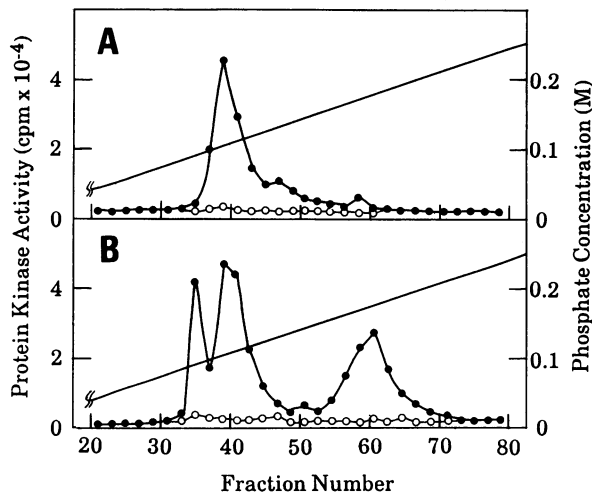 A
Protein Kinase Activity (cpm x 10⁻⁴)
Phosphate Concentration (M)
4
2
0
0.2
0.1
0
B
4
2
0
0.2
0.1
0
20 30 40 50 60 70 80
Fraction Number